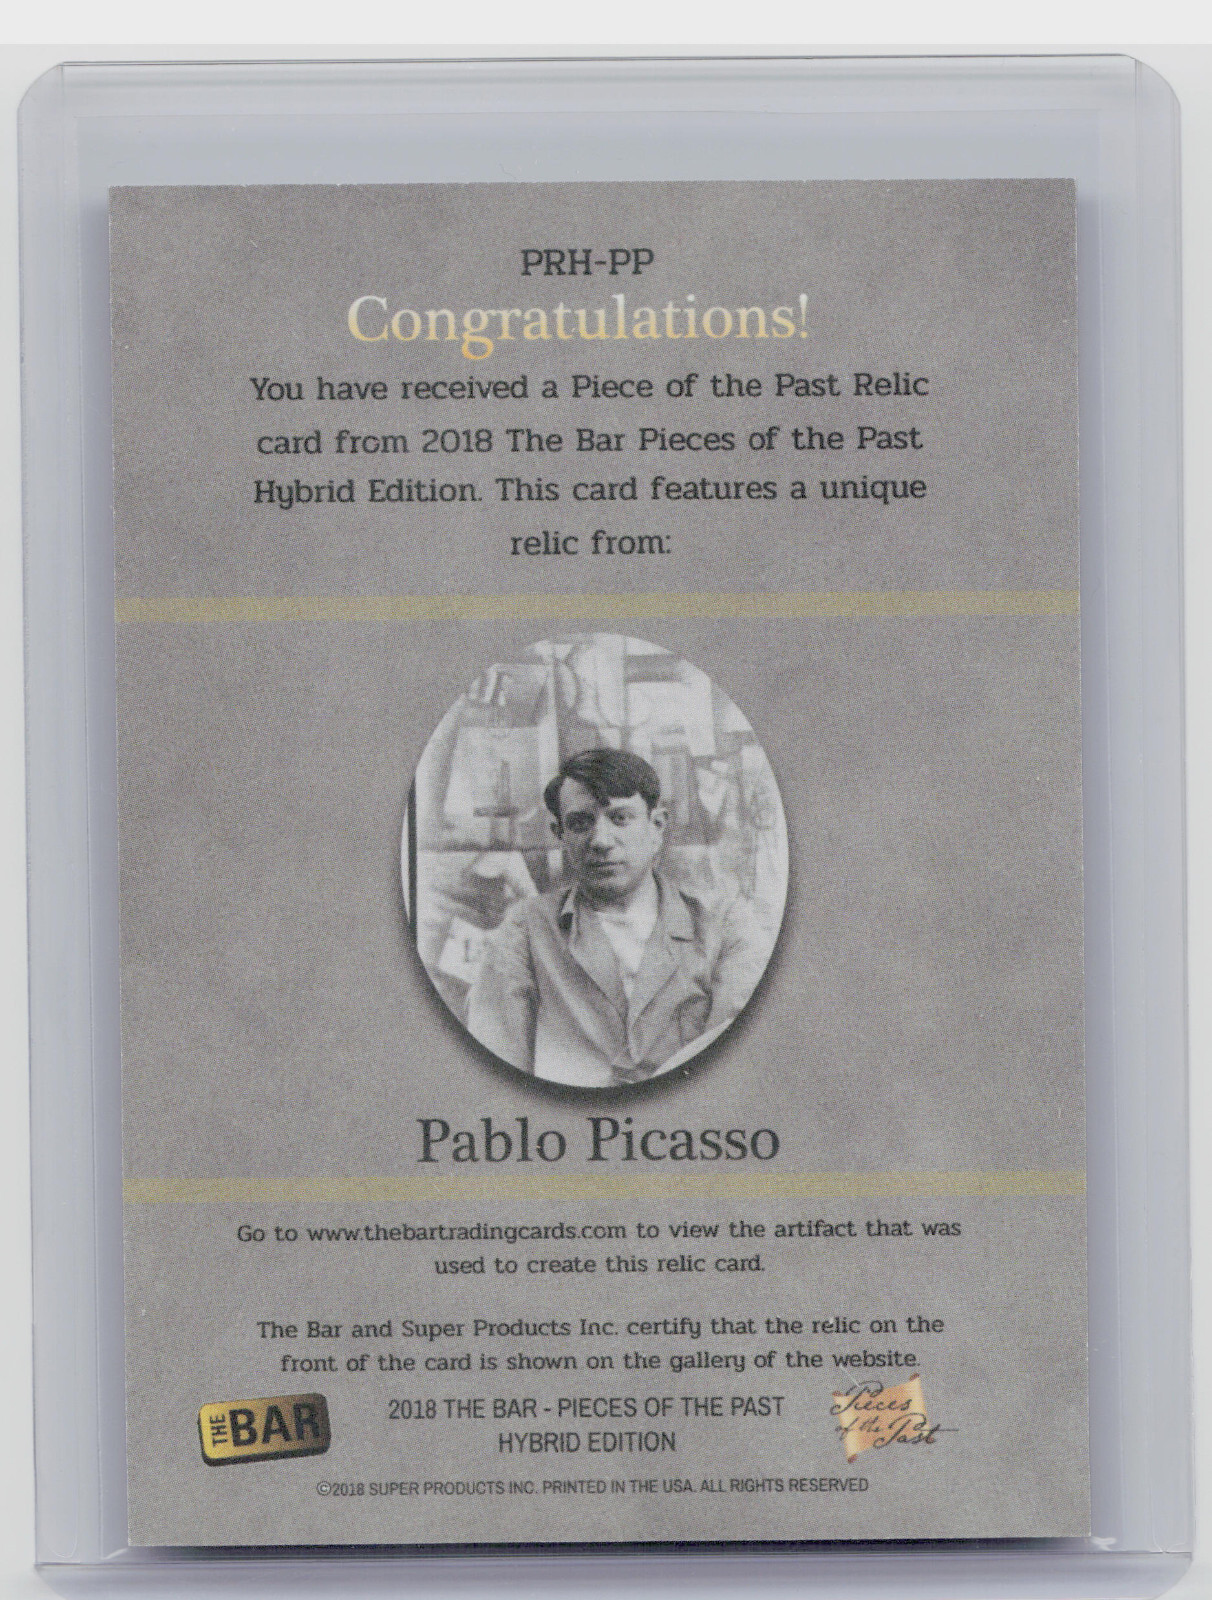 PRH-PP
Congratulations!
You have received a Piece of the Past Relic
card from 2018 The Bar Pieces of the Past
Hybrid Edition. This card features a unique
relic from:
Pablo Picasso
Go to www.thebartradingcards.com to view the artifact that was
used to create this relic card.
The Bar and Super Products Inc. certify that the relic on the
front of the card is shown on the gallery of the website.
THE BAR
2018 THE BAR - PIECES OF THE PAST
HYBRID EDITION
Pieces
of the Past
©2018 SUPER PRODUCTS INC. PRINTED IN THE USA. ALL RIGHTS RESERVED